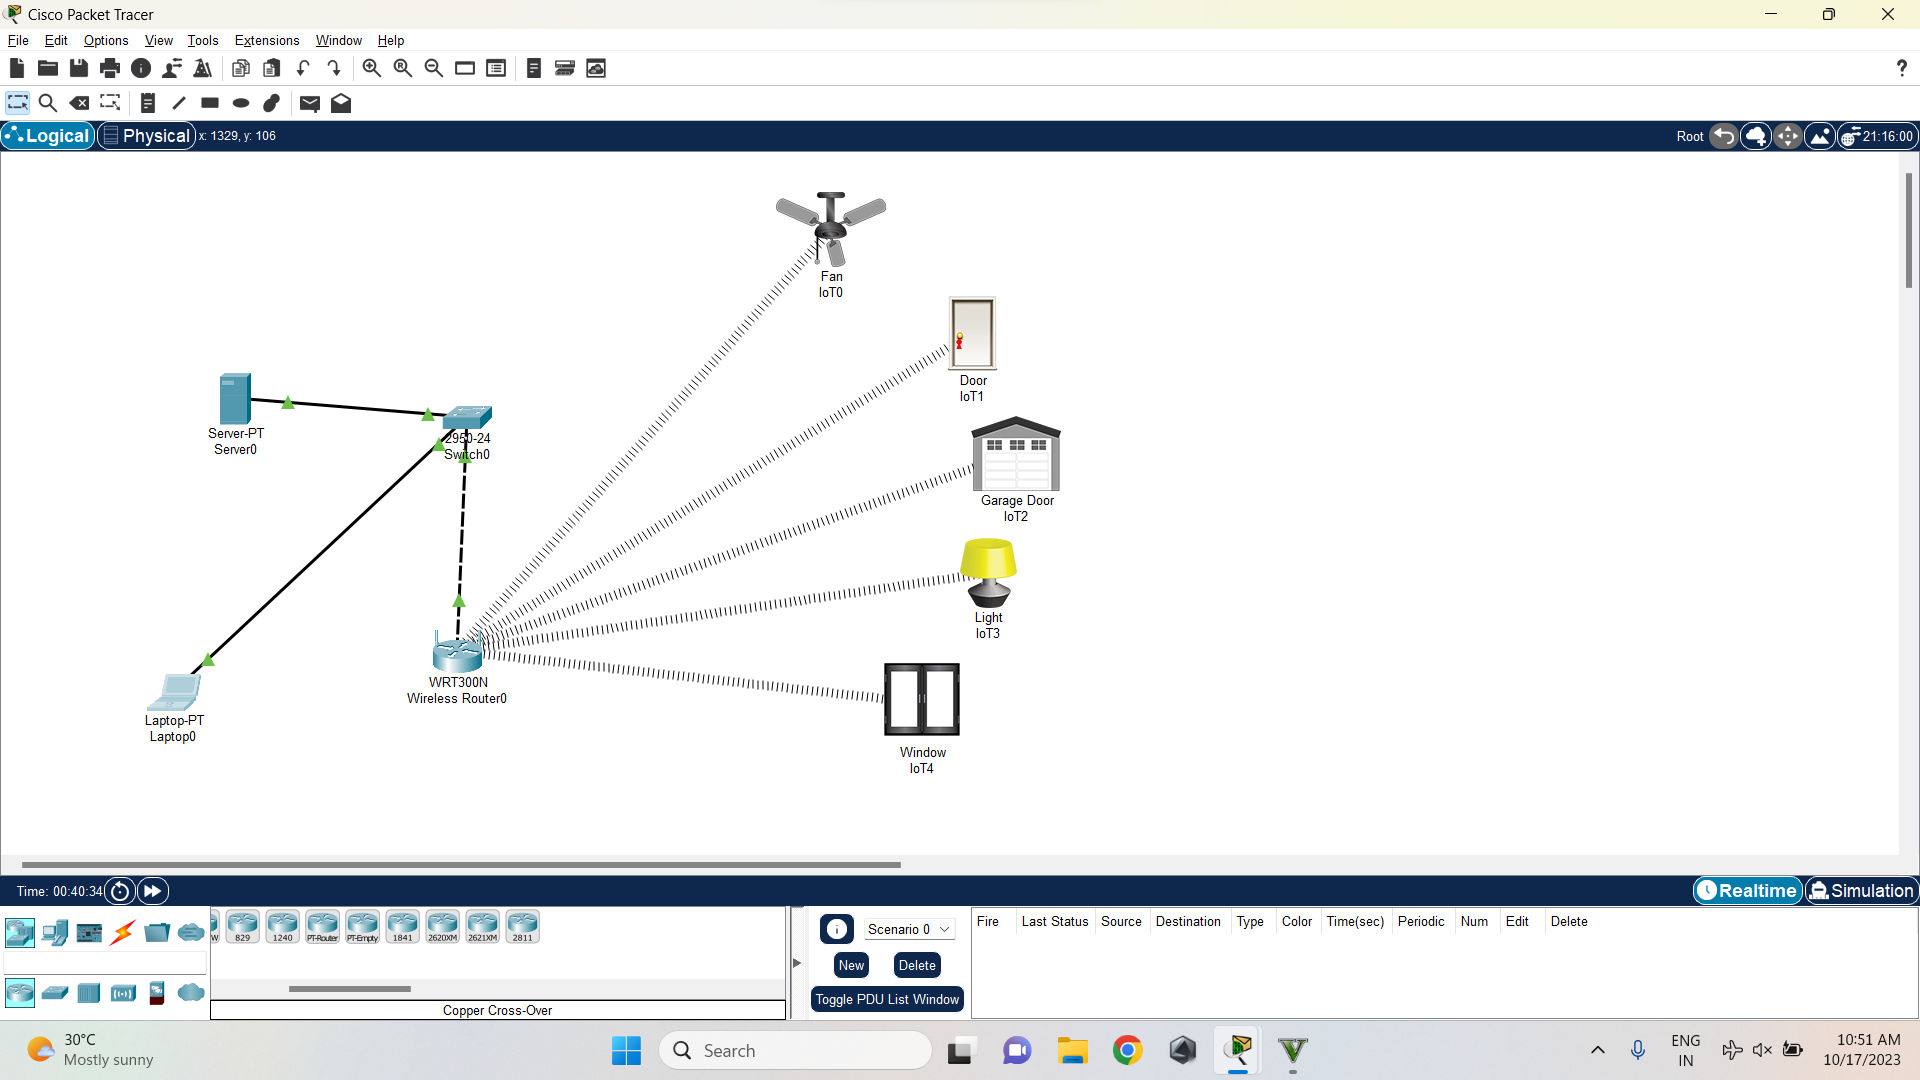 Cisco Packet Tracer
File Edit Options View Tools Extensions Window Help
?
Logical Physical x: 1329, y: 106 Root 21:16:00
Fan
IoT0
Door
IoT1
Server-PT
Server0
2950-24
Switch0
Garage Door
IoT2
Light
IoT3
WRT300N
Wireless Router0
Laptop-PT
Laptop0
Window
IoT4
Time: 00:40:34 Realtime Simulation
W 829 1240 PT-Router PT-Empty 1841 2620XM 2621XM 2811
Copper Cross-Over
Scenario 0
New Delete
Toggle PDU List Window
Fire Last Status Source Destination Type Color Time(sec) Periodic Num Edit Delete
30°C
Mostly sunny
Search
ENG
IN
10:51 AM
10/17/2023